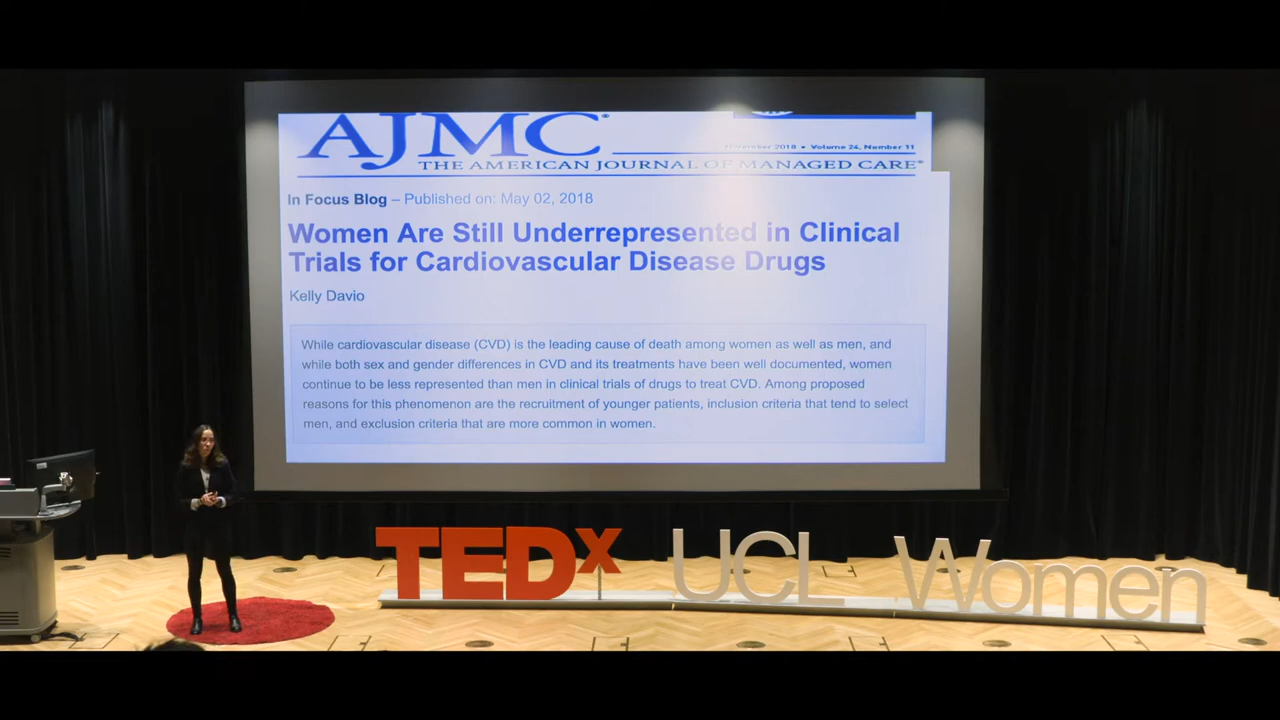 AJMC®
November 2018 • Volume 24, Number 11
THE AMERICAN JOURNAL OF MANAGED CARE®
In Focus Blog – Published on: May 02, 2018
Women Are Still Underrepresented in Clinical
Trials for Cardiovascular Disease Drugs
Kelly Davio
While cardiovascular disease (CVD) is the leading cause of death among women as well as men, and
while both sex and gender differences in CVD and its treatments have been well documented, women
continue to be less represented than men in clinical trials of drugs to treat CVD. Among proposed
reasons for this phenomenon are the recruitment of younger patients, inclusion criteria that tend to select
men, and exclusion criteria that are more common in women.
TEDx UCL Women